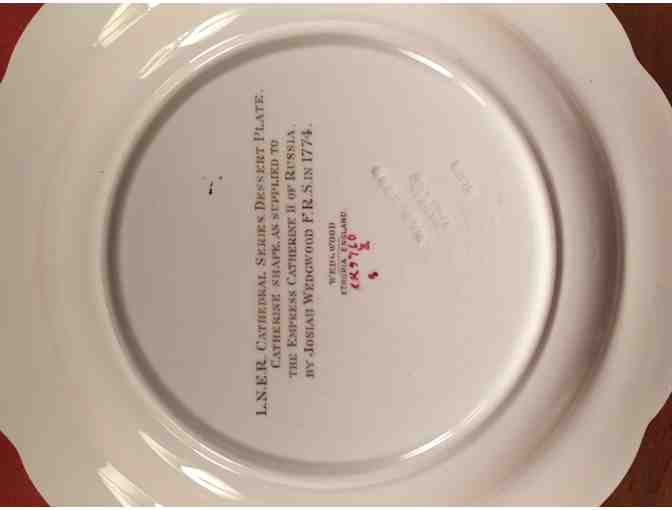 L.N.E.R. CATHEDRAL SERIES DESSERT PLATE.
CATHERINE SHAPE, AS SUPPLIED TO
THE EMPRESS CATHERINE II OF RUSSIA.
BY JOSIAH WEDGWOOD F.R.S. IN 1774.
WEDGWOOD
ETRURIA ENGLAND